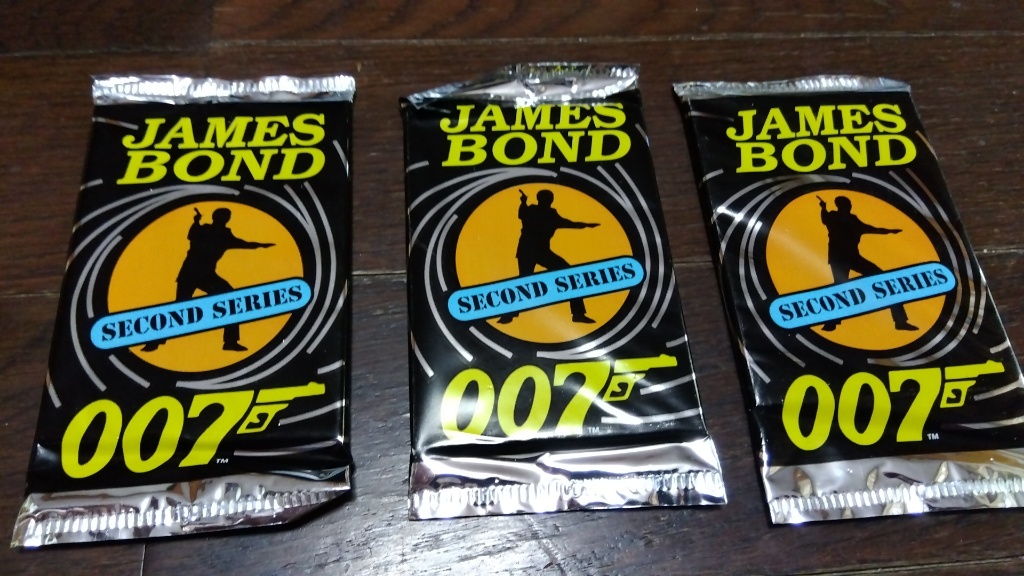 JAMES
BOND
SECOND SERIES
007
TM
JAMES
BOND
SECOND SERIES
007
TM
JAMES
BOND
SECOND SERIES
007
TM